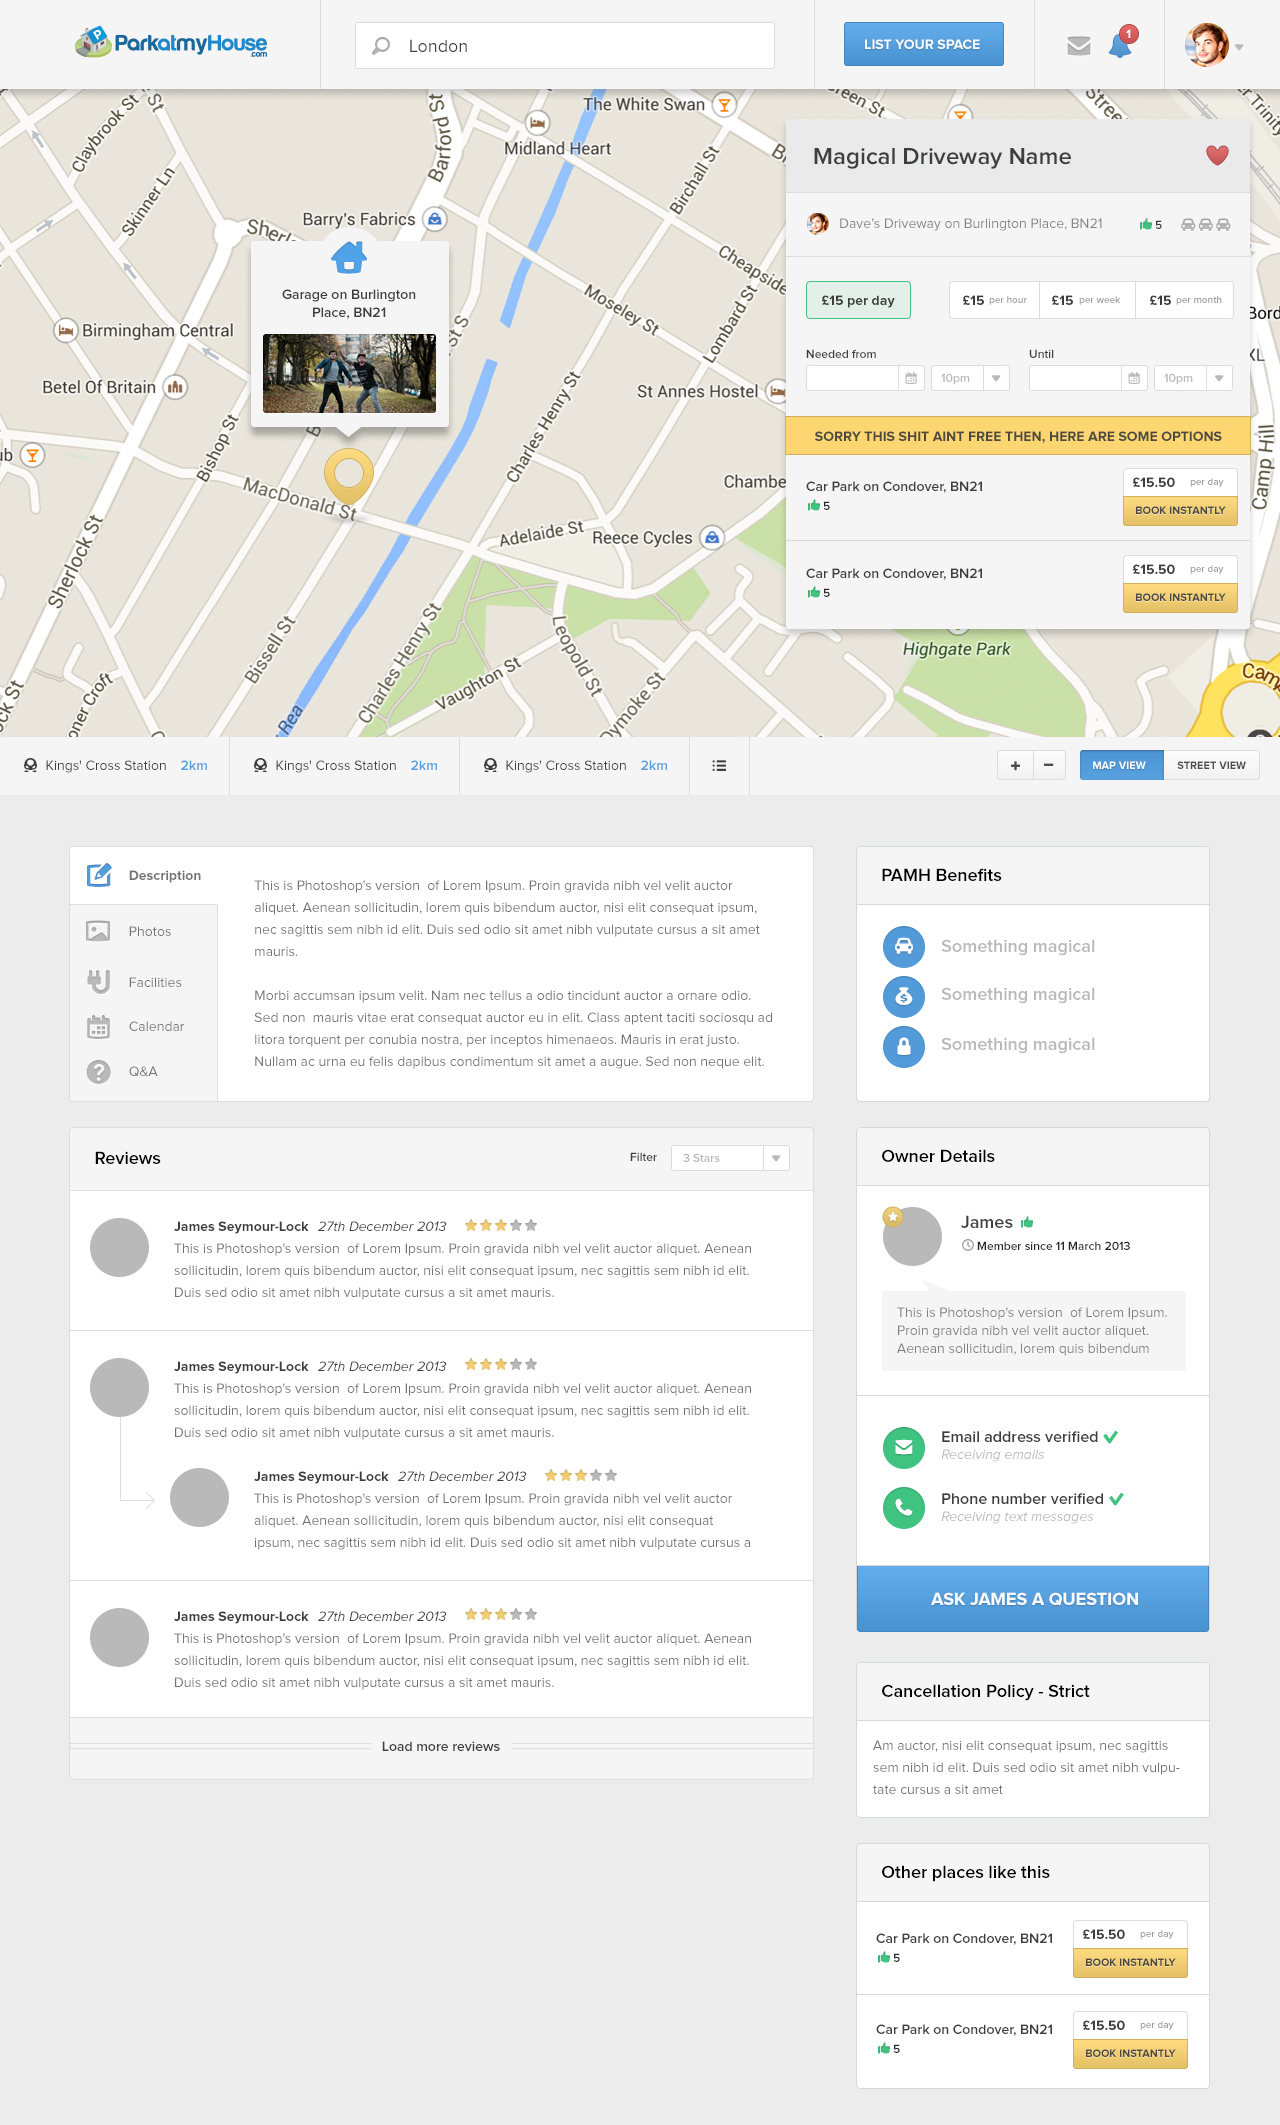 ParkatmyHouse
.com
London
LIST YOUR SPACE
1
Claybrook St
St
Barford St
The White Swan
Green St
Stree
er Trinity
Midland Heart
Magical Driveway Name
Skinner Ln
Barry's Fabrics
Birchall St
Dave's Driveway on Burlington Place, BN21
5
Cheapside
Garage on Burlington
Place, BN21
Moseley St
Lombard St
£15 per day
£15 per hour
£15 per week
£15 per month
Bord
Birmingham Central
Needed from
Until
Betel Of Britain
St Annes Hostel
10pm
10pm
Charles Henry St
Bishop St
SORRY THIS SHIT AINT FREE THEN, HERE ARE SOME OPTIONS
Camp Hill
MacDonald St
Chambe
Car Park on Condover, BN21
5
£15.50 per day
BOOK INSTANTLY
Adelaide St
Reece Cycles
Sherlock St
Car Park on Condover, BN21
5
£15.50 per day
BOOK INSTANTLY
Bissell St
Charles Henry St
Leopold St
Vaughton St
Highgate Park
Camp
ck St
oner Croft
Rea
Dymoke St
Kings' Cross Station 2km
Kings' Cross Station 2km
Kings' Cross Station 2km
MAP VIEW
STREET VIEW
Description
Photos
Facilities
Calendar
Q&A
This is Photoshop's version of Lorem Ipsum. Proin gravida nibh vel velit auctor
aliquet. Aenean sollicitudin, lorem quis bibendum auctor, nisi elit consequat ipsum,
nec sagittis sem nibh id elit. Duis sed odio sit amet nibh vulputate cursus a sit amet
mauris.
Morbi accumsan ipsum velit. Nam nec tellus a odio tincidunt auctor a ornare odio.
Sed non mauris vitae erat consequat auctor eu in elit. Class aptent taciti sociosqu ad
litora torquent per conubia nostra, per inceptos himenaeos. Mauris in erat justo.
Nullam ac urna eu felis dapibus condimentum sit amet a augue. Sed non neque elit.
PAMH Benefits
Something magical
Something magical
Something magical
Reviews
Filter
3 Stars
James Seymour-Lock 27th December 2013
This is Photoshop's version of Lorem Ipsum. Proin gravida nibh vel velit auctor aliquet. Aenean
sollicitudin, lorem quis bibendum auctor, nisi elit consequat ipsum, nec sagittis sem nibh id elit.
Duis sed odio sit amet nibh vulputate cursus a sit amet mauris.
James Seymour-Lock 27th December 2013
This is Photoshop's version of Lorem Ipsum. Proin gravida nibh vel velit auctor aliquet. Aenean
sollicitudin, lorem quis bibendum auctor, nisi elit consequat ipsum, nec sagittis sem nibh id elit.
Duis sed odio sit amet nibh vulputate cursus a sit amet mauris.
James Seymour-Lock 27th December 2013
This is Photoshop's version of Lorem Ipsum. Proin gravida nibh vel velit auctor
aliquet. Aenean sollicitudin, lorem quis bibendum auctor, nisi elit consequat
ipsum, nec sagittis sem nibh id elit. Duis sed odio sit amet nibh vulputate cursus a
James Seymour-Lock 27th December 2013
This is Photoshop's version of Lorem Ipsum. Proin gravida nibh vel velit auctor aliquet. Aenean
sollicitudin, lorem quis bibendum auctor, nisi elit consequat ipsum, nec sagittis sem nibh id elit.
Duis sed odio sit amet nibh vulputate cursus a sit amet mauris.
Load more reviews
Owner Details
James
Member since 11 March 2013
This is Photoshop's version of Lorem Ipsum.
Proin gravida nibh vel velit auctor aliquet.
Aenean sollicitudin, lorem quis bibendum
Email address verified
Receiving emails
Phone number verified
Receiving text messages
ASK JAMES A QUESTION
Cancellation Policy - Strict
Am auctor, nisi elit consequat ipsum, nec sagittis
sem nibh id elit. Duis sed odio sit amet nibh vulpu-
tate cursus a sit amet
Other places like this
Car Park on Condover, BN21
5
£15.50 per day
BOOK INSTANTLY
Car Park on Condover, BN21
5
£15.50 per day
BOOK INSTANTLY